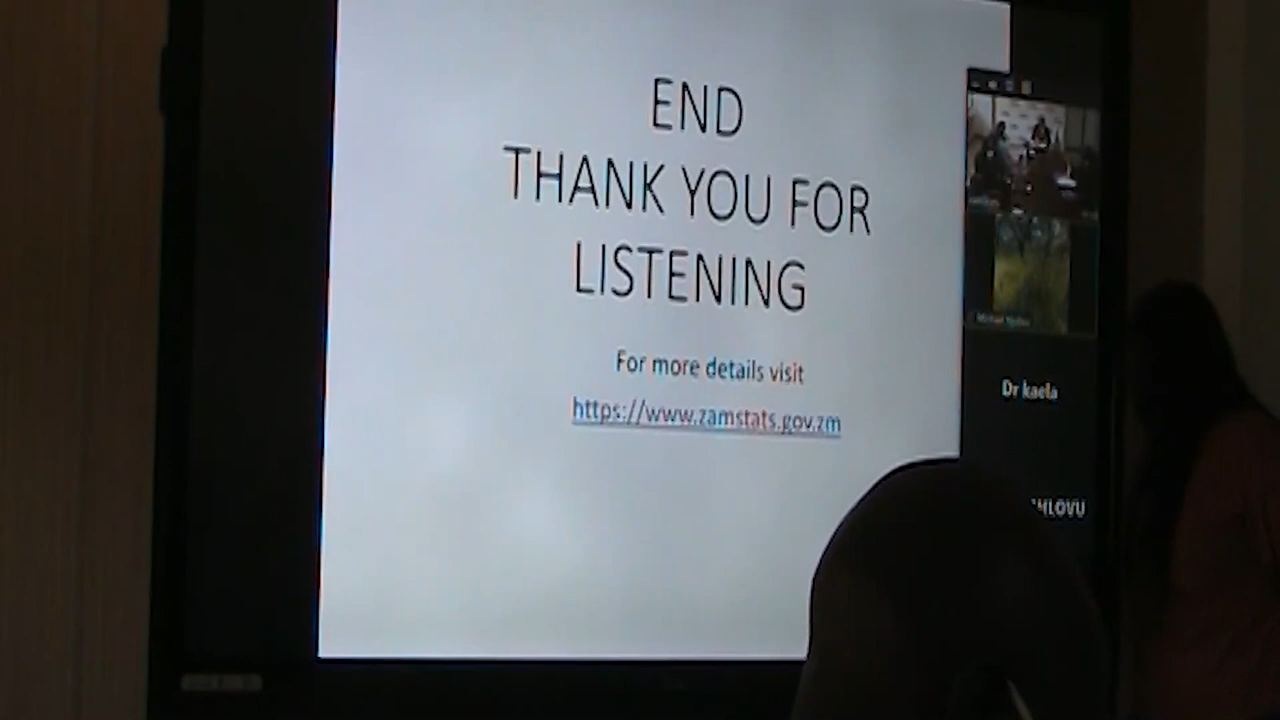 END
THANK YOU FOR
LISTENING
For more details visit
https://www.zamstats.gov.zm
Dr kaela